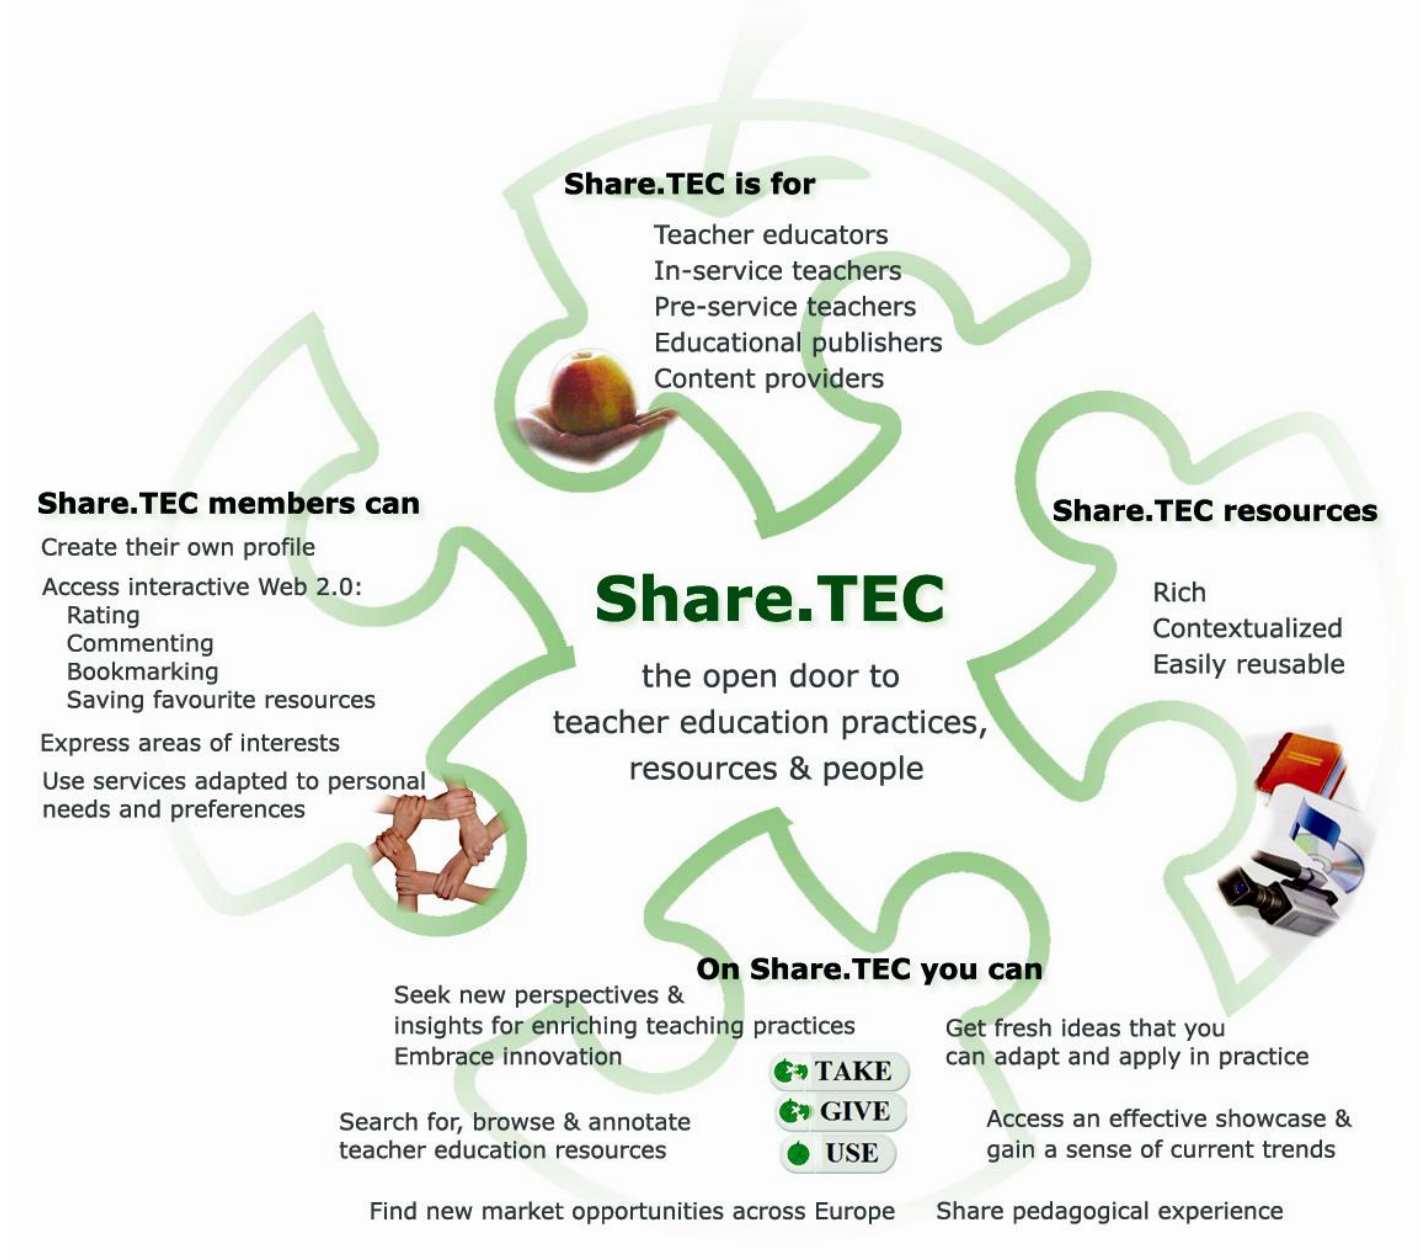 Share.TEC is for
Teacher educators
In-service teachers
Pre-service teachers
Educational publishers
Content providers
Share.TEC members can
Create their own profile
Access interactive Web 2.0:
Rating
Commenting
Bookmarking
Saving favourite resources
Express areas of interests
Use services adapted to personal
needs and preferences
Share.TEC
the open door to
teacher education practices,
resources & people
Share.TEC resources
Rich
Contextualized
Easily reusable
On Share.TEC you can
Seek new perspectives &
insights for enriching teaching practices
Embrace innovation
Search for, browse & annotate
teacher education resources
TAKE
GIVE
USE
Get fresh ideas that you
can adapt and apply in practice
Access an effective showcase &
gain a sense of current trends
Find new market opportunities across Europe
Share pedagogical experience